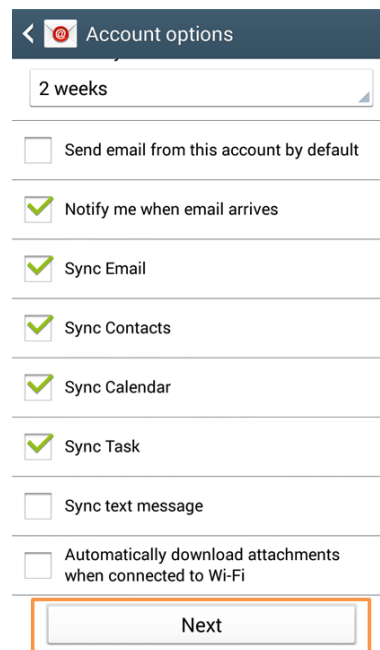 Account options
2 weeks
Send email from this account by default
Notify me when email arrives
Sync Email
Sync Contacts
Sync Calendar
Sync Task
Sync text message
Automatically download attachments
when connected to Wi-Fi
Next